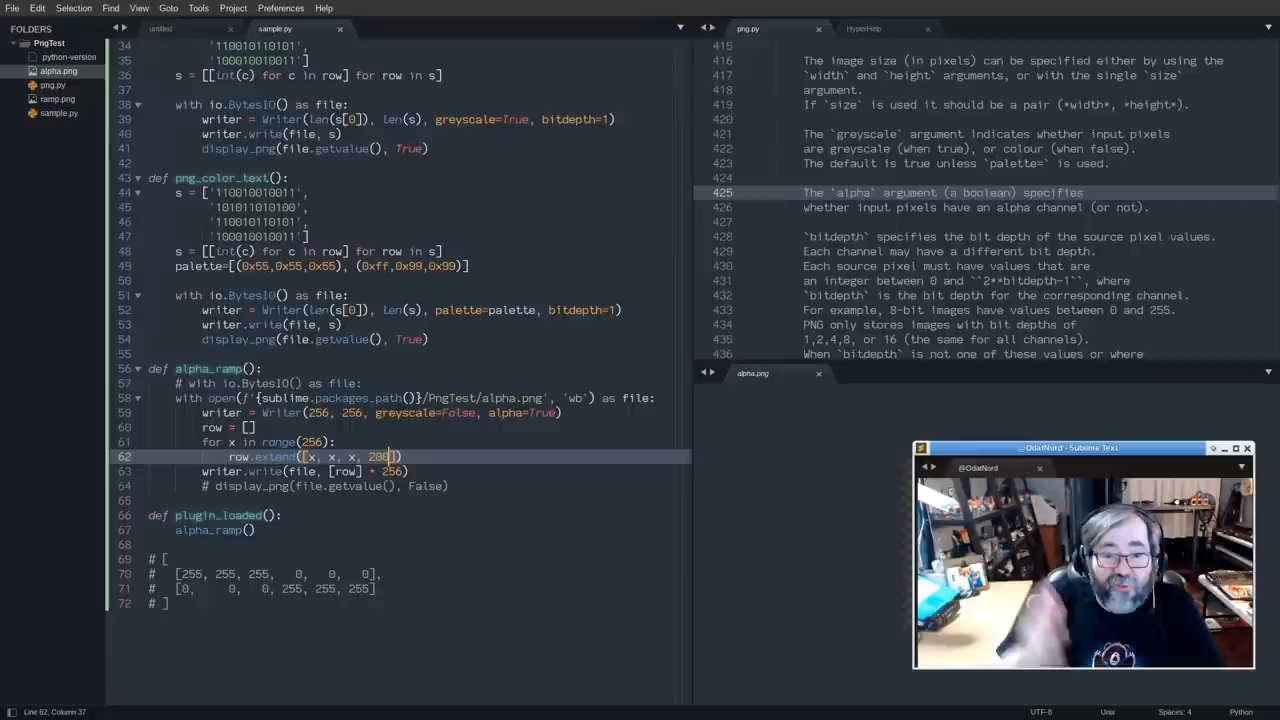 File Edit Selection Find View Goto Tools Project Preferences Help
FOLDERS
PngTest
.python-version
alpha.png
png.py
ramp.png
sample.py
untitled
sample.py
34 '110010110101',
35 '100010010011']
36 s = [[int(c) for c in row] for row in s]
37
38 with io.BytesIO() as file:
39 writer = Writer(len(s[0]), len(s), greyscale=True, bitdepth=1)
40 writer.write(file, s)
41 display_png(file.getvalue(), True)
42
43 def png_color_text():
44 s = ['110010010011',
45 '101011010100',
46 '110010110101',
47 '100010010011']
48 s = [[int(c) for c in row] for row in s]
49 palette=[(0x55,0x55,0x55), (0xff,0x99,0x99)]
50
51 with io.BytesIO() as file:
52 writer = Writer(len(s[0]), len(s), palette=palette, bitdepth=1)
53 writer.write(file, s)
54 display_png(file.getvalue(), True)
55
56 def alpha_ramp():
57 # with io.BytesIO() as file:
58 with open(f'{sublime.packages_path()}/PngTest/alpha.png', 'wb') as file:
59 writer = Writer(256, 256, greyscale=False, alpha=True)
60 row = []
61 for x in range(256):
62 row.extend([x, x, x, 200])
63 writer.write(file, [row] * 256)
64 # display_png(file.getvalue(), False)
65
66 def plugin_loaded():
67 alpha_ramp()
68
69 # [
70 # [255, 255, 255, 0, 0, 0],
71 # [0, 0, 0, 255, 255, 255]
72 # ]
png.py
HyperHelp
415
416 The image size (in pixels) can be specified either by using the
417 `width` and `height` arguments, or with the single `size`
418 argument.
419 If `size` is used it should be a pair (*width*, *height*).
420
421 The `greyscale` argument indicates whether input pixels
422 are greyscale (when true), or colour (when false).
423 The default is true unless `palette=` is used.
424
425 The `alpha` argument (a boolean) specifies
426 whether input pixels have an alpha channel (or not).
427
428 `bitdepth` specifies the bit depth of the source pixel values.
429 Each channel may have a different bit depth.
430 Each source pixel must have values that are
431 an integer between 0 and ``2**bitdepth-1``, where
432 `bitdepth` is the bit depth for the corresponding channel.
433 For example, 8-bit images have values between 0 and 255.
434 PNG only stores images with bit depths of
435 1,2,4,8, or 16 (the same for all channels).
436 When `bitdepth` is not one of these values or where
alpha.png
@OdatNurd - Sublime Text
@OdatNurd
Line 62, Column 37
UTF-8
Unix
Spaces: 4
Python